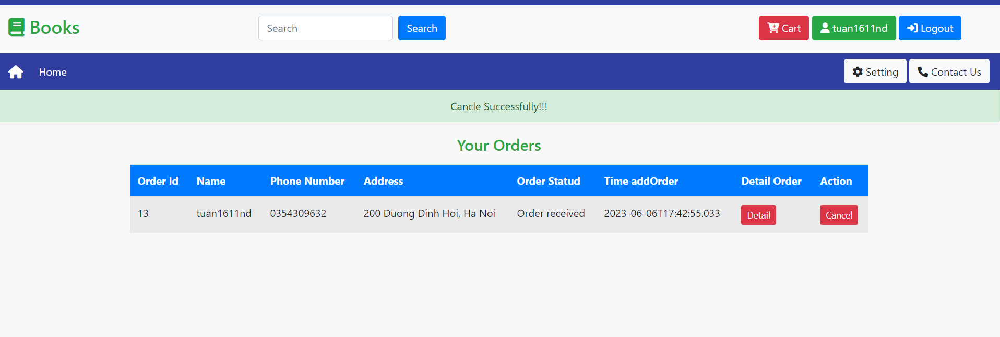 Books
Search Search
Cart tuan1611nd Logout
Home Setting Contact Us
Cancle Successfully!!!
Your Orders
Order Id Name Phone Number Address Order Statud Time addOrder Detail Order Action
13 tuan1611nd 0354309632 200 Duong Dinh Hoi, Ha Noi Order received 2023-06-06T17:42:55.033 Detail Cancel